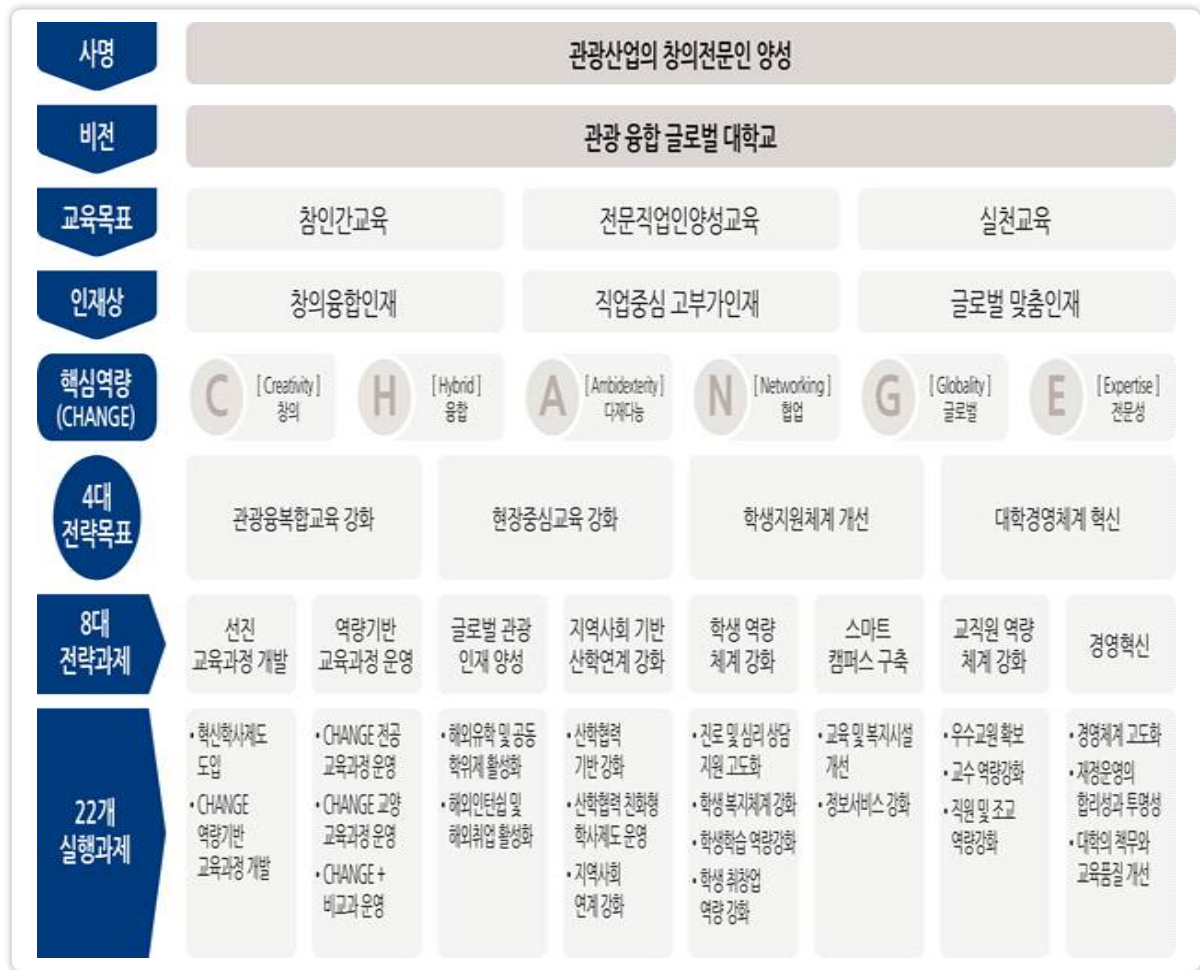 사명
관광산업의 창의전문인 양성
비전
관광 융합 글로벌 대학교
교육목표
참인간교육
전문직업인양성교육
실천교육
인재상
창의융합인재
직업중심 고부가인재
글로벌 맞춤인재
핵심역량
(CHANGE)
C
[ Creativity ]
창의
H
[ Hybrid ]
융합
A
[ Ambidexterity ]
다재다능
N
[ Networking ]
협업
G
[ Globality ]
글로벌
E
[ Expertise ]
전문성
4대
전략목표
관광융복합교육 강화
현장중심교육 강화
학생지원체계 개선
대학경영체계 혁신
8대
전략과제
선진
교육과정 개발
역량기반
교육과정 운영
글로벌 관광
인재 양성
지역사회 기반
산학연계 강화
학생 역량
체계 강화
스마트
캠퍼스 구축
교직원 역량
체계 강화
경영혁신
22개
실행과제
• 혁신학사제도
도입
• CHANGE
역량기반
교육과정 개발
• CHANGE 전공
교육과정 운영
• CHANGE 교양
교육과정 운영
• CHANGE +
비교과 운영
• 해외유학 및 공동
학위제 활성화
• 해외인턴쉽 및
해외취업 활성화
• 산학협력
기반 강화
• 산학협력 친화형
학사제도 운영
• 지역사회
연계 강화
• 진로 및 심리 상담
지원 고도화
• 학생 복지체계 강화
• 학생학습 역량강화
• 학생 취창업
역량 강화
• 교육 및 복지시설
개선
• 정보서비스 강화
• 우수교원 확보
• 교수 역량강화
• 직원 및 조교
역량강화
• 경영체계 고도화
• 재정운영의
합리성과 투명성
• 대학의 책무와
교육품질 개선